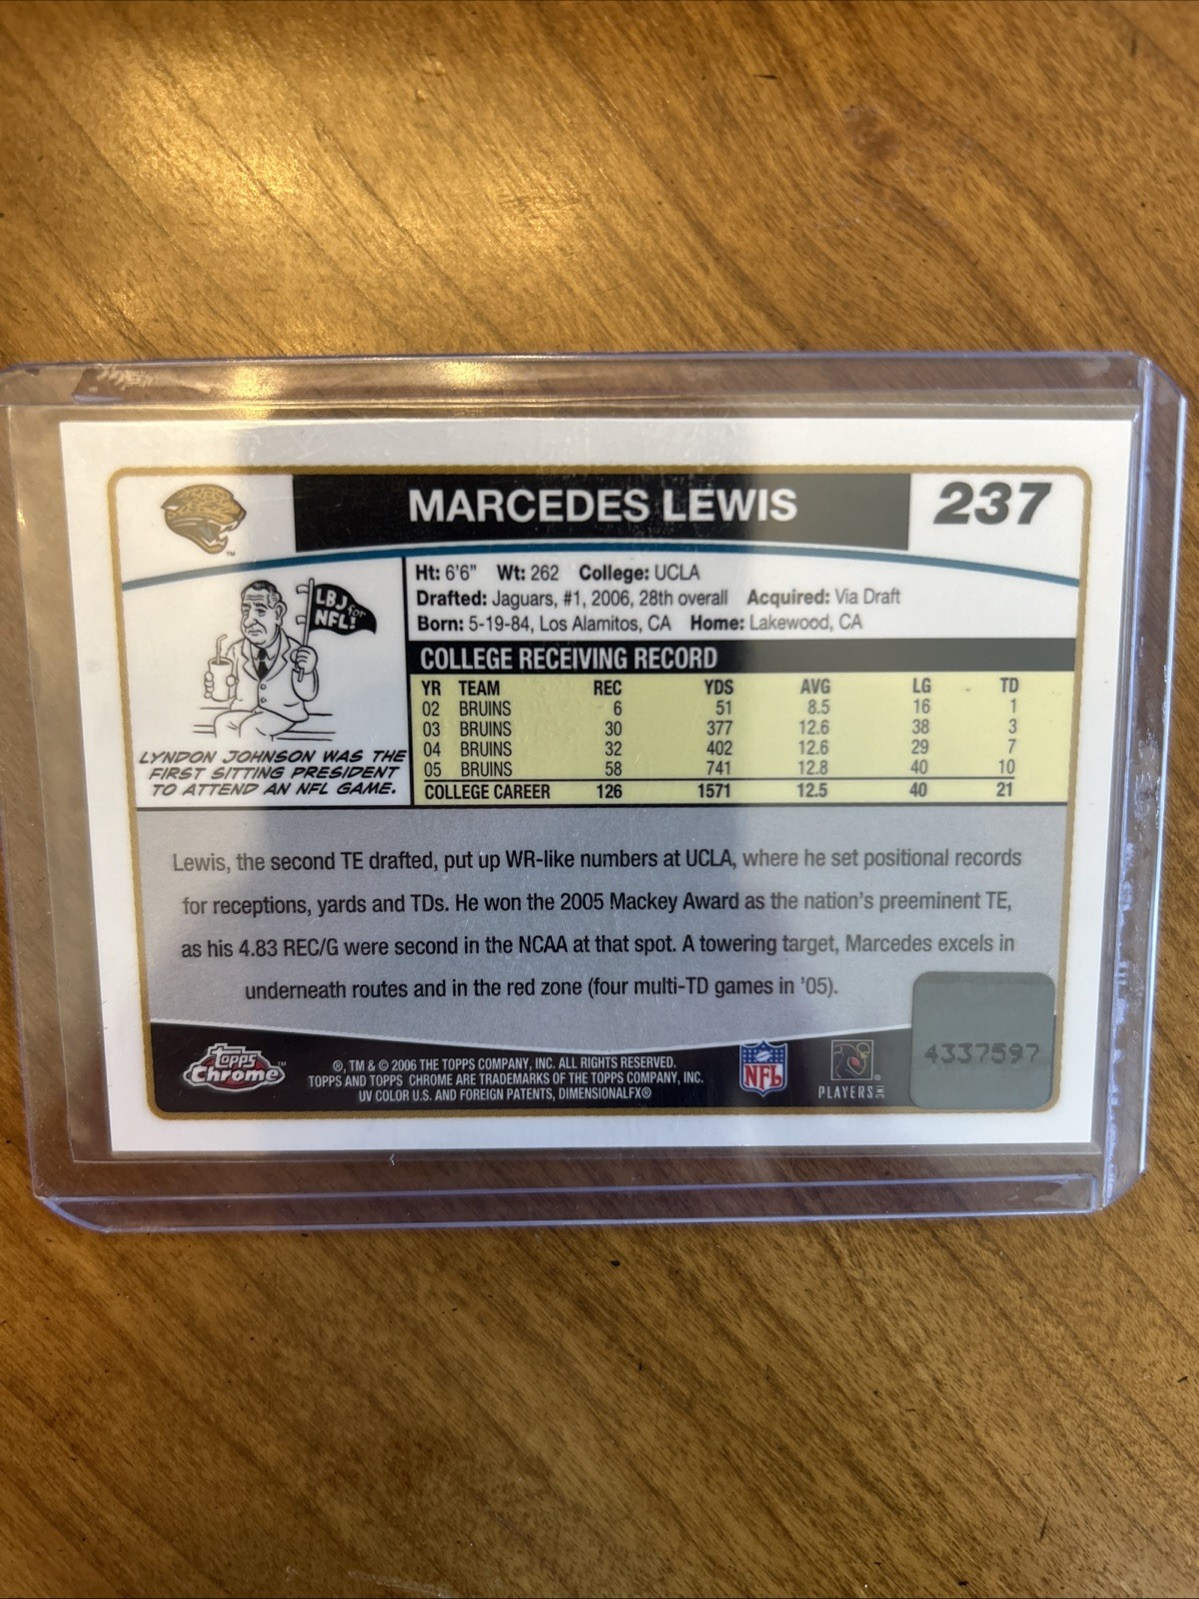 MARCEDES LEWIS
237
™
LBJ for
NFL!
LYNDON JOHNSON WAS THE
FIRST SITTING PRESIDENT
TO ATTEND AN NFL GAME.
Ht: 6'6" Wt: 262 College: UCLA
Drafted: Jaguars, #1, 2006, 28th overall Acquired: Via Draft
Born: 5-19-84, Los Alamitos, CA Home: Lakewood, CA
COLLEGE RECEIVING RECORD
YR TEAM REC YDS AVG LG TD
02 BRUINS 6 51 8.5 16 1
03 BRUINS 30 377 12.6 38 3
04 BRUINS 32 402 12.6 29 7
05 BRUINS 58 741 12.8 40 10
COLLEGE CAREER 126 1571 12.5 40 21
Lewis, the second TE drafted, put up WR-like numbers at UCLA, where he set positional records
for receptions, yards and TDs. He won the 2005 Mackey Award as the nation's preeminent TE,
as his 4.83 REC/G were second in the NCAA at that spot. A towering target, Marcedes excels in
underneath routes and in the red zone (four multi-TD games in '05).
topps
Chrome™
®, TM & © 2006 THE TOPPS COMPANY, INC. ALL RIGHTS RESERVED.
TOPPS AND TOPPS CHROME ARE TRADEMARKS OF THE TOPPS COMPANY, INC.
UV COLOR U.S. AND FOREIGN PATENTS, DIMENSIONALFX®
NFL
PLAYERS INC
4337597